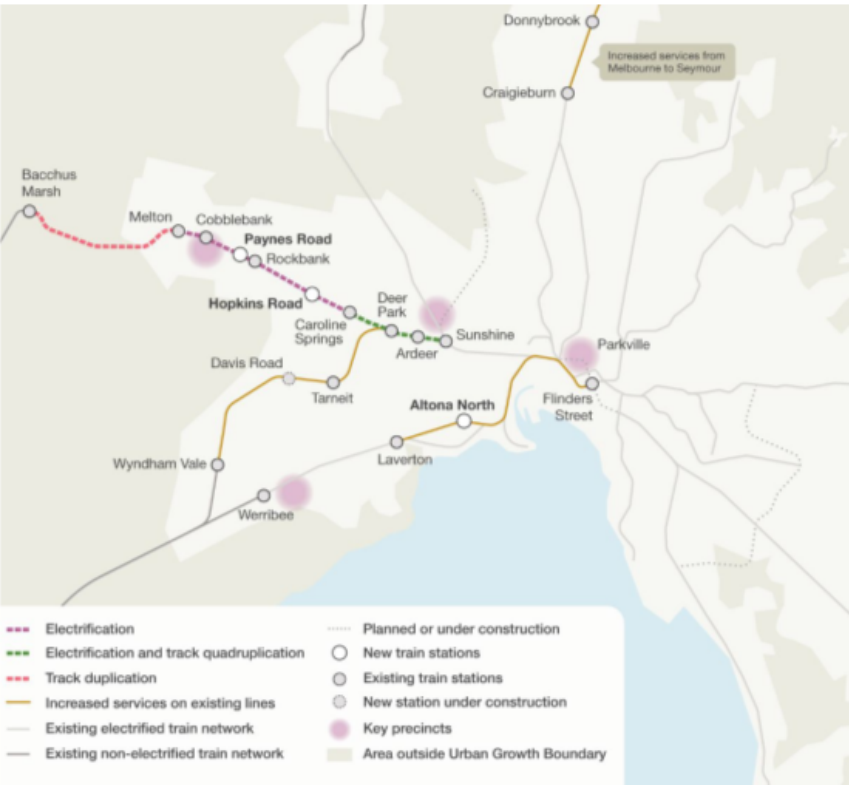 Donnybrook
Increased services from
Melbourne to Seymour
Craigieburn
Bacchus
Marsh
Melton
Cobblebank
Paynes Road
Rockbank
Hopkins Road
Deer
Park
Caroline
Springs
Sunshine
Ardeer
Parkville
Davis Road
Tarneit
Altona North
Flinders
Street
Laverton
Wyndham Vale
Werribee
Electrification
Electrification and track quadruplication
Track duplication
Increased services on existing lines
Existing electrified train network
Existing non-electrified train network
Planned or under construction
New train stations
Existing train stations
New station under construction
Key precincts
Area outside Urban Growth Boundary